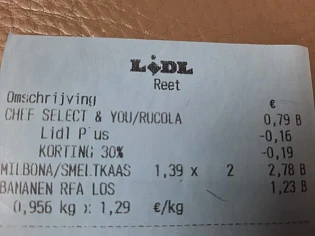 LIDL
Reet
Omschrijving €
CHEF SELECT & YOU/RUCOLA 0,79 B
Lidl Plus -0,16
KORTING 30% -0,19
MILBONA/SMELTKAAS 1,39 x 2 2,78 B
BANANEN RFA LOS 1,23 B
(0,956 kg ): 1,29 €/kg